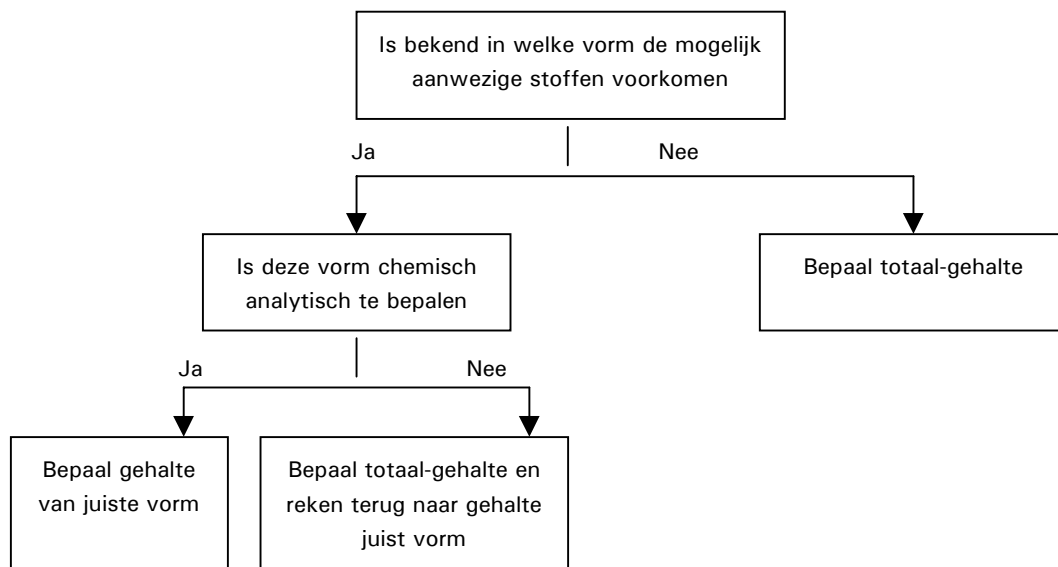 Is bekend in welke vorm de mogelijk
aanwezige stoffen voorkomen
Ja
Nee
Is deze vorm chemisch
analytisch te bepalen
Bepaal totaal-gehalte
Ja
Nee
Bepaal gehalte
van juiste vorm
Bepaal totaal-gehalte en
reken terug naar gehalte
juist vorm